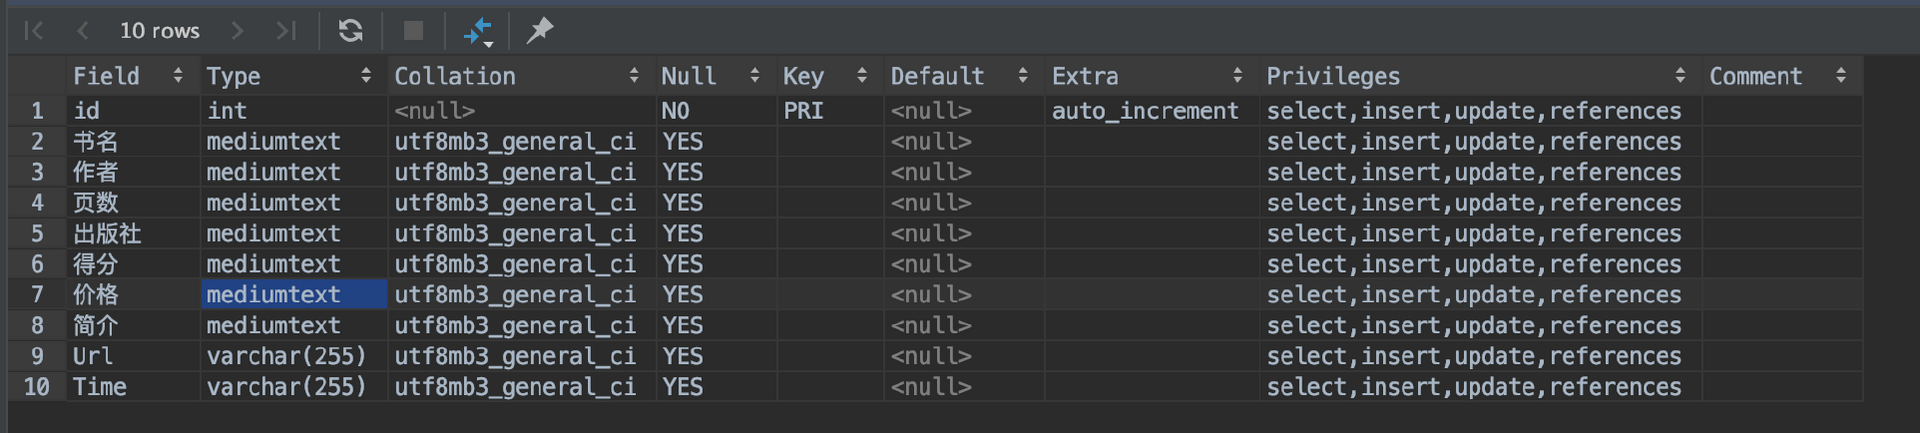 10 rows
Field Type Collation Null Key Default Extra Privileges Comment
1 id int <null> NO PRI <null> auto_increment select,insert,update,references
2 书名 mediumtext utf8mb3_general_ci YES <null> select,insert,update,references
3 作者 mediumtext utf8mb3_general_ci YES <null> select,insert,update,references
4 页数 mediumtext utf8mb3_general_ci YES <null> select,insert,update,references
5 出版社 mediumtext utf8mb3_general_ci YES <null> select,insert,update,references
6 得分 mediumtext utf8mb3_general_ci YES <null> select,insert,update,references
7 价格 mediumtext utf8mb3_general_ci YES <null> select,insert,update,references
8 简介 mediumtext utf8mb3_general_ci YES <null> select,insert,update,references
9 Url varchar(255) utf8mb3_general_ci YES <null> select,insert,update,references
10 Time varchar(255) utf8mb3_general_ci YES <null> select,insert,update,references